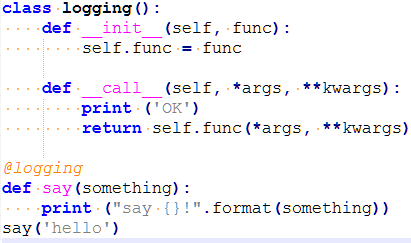 class logging():
    def __init__(self, func):
        self.func = func

    def __call__(self, *args, **kwargs):
        print ('OK')
        return self.func(*args, **kwargs)

@logging
def say(something):
    print ("say {}!".format(something))
say('hello')